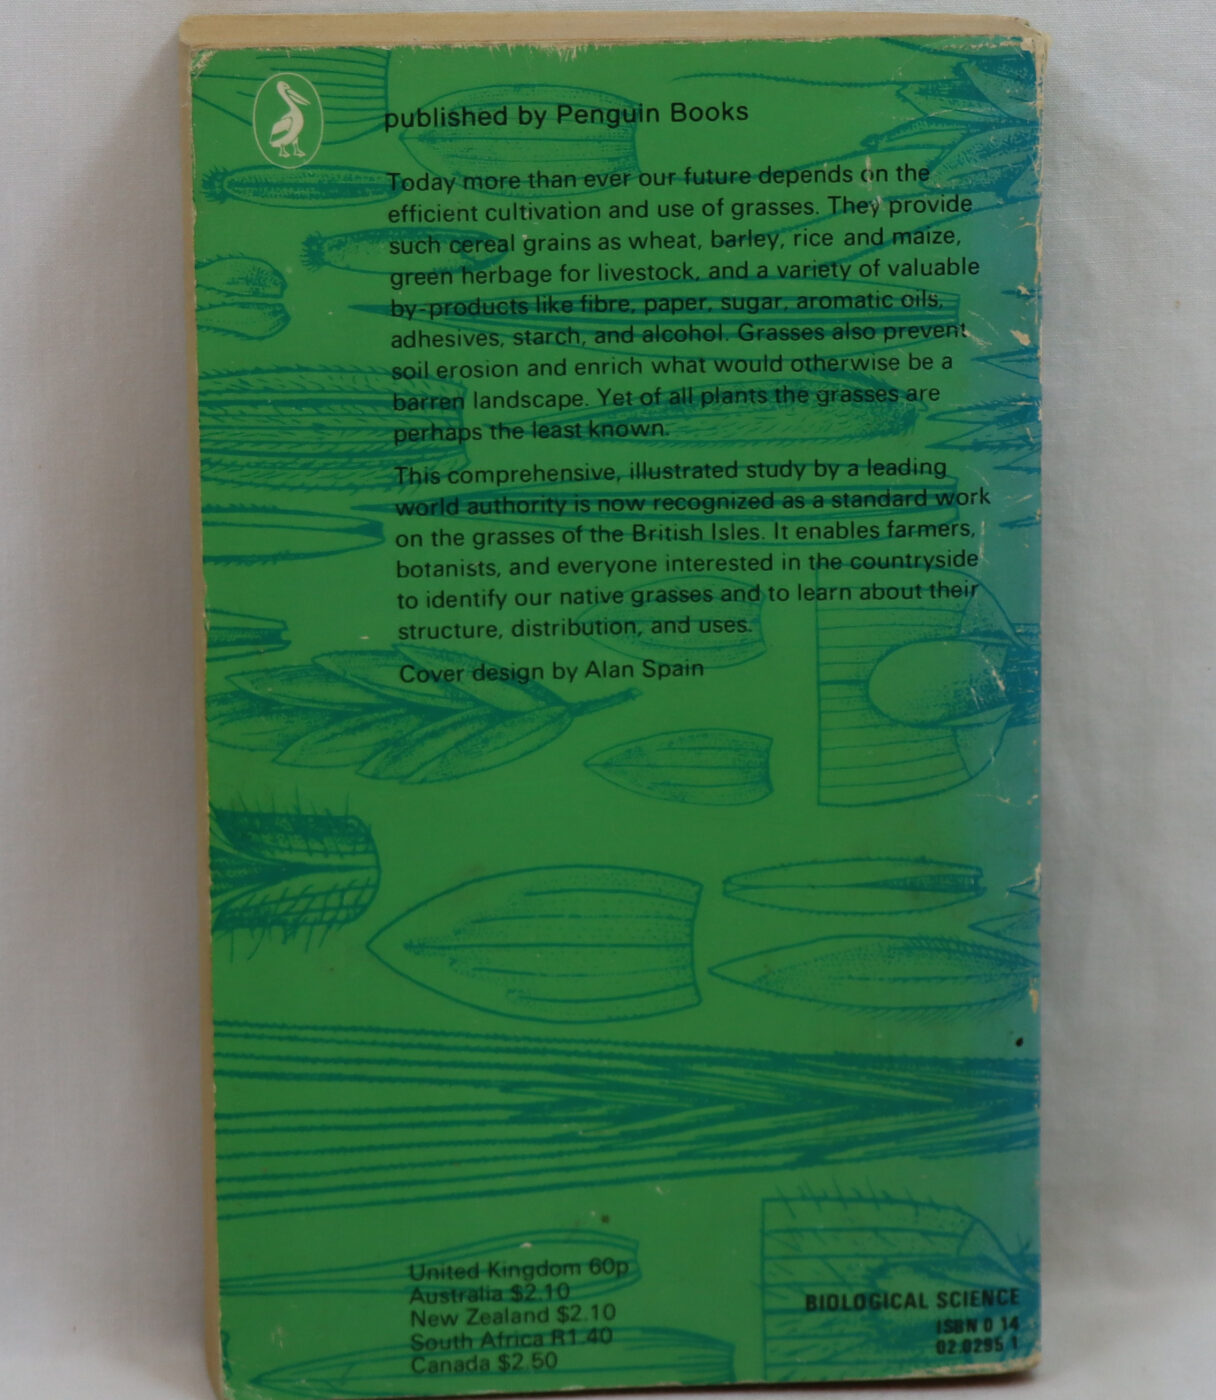 published by Penguin Books
Today more than ever our future depends on the
efficient cultivation and use of grasses. They provide
such cereal grains as wheat, barley, rice and maize,
green herbage for livestock, and a variety of valuable
by-products like fibre, paper, sugar, aromatic oils,
adhesives, starch, and alcohol. Grasses also prevent
soil erosion and enrich what would otherwise be a
barren landscape. Yet of all plants the grasses are
perhaps the least known.
This comprehensive, illustrated study by a leading
world authority is now recognized as a standard work
on the grasses of the British Isles. It enables farmers,
botanists, and everyone interested in the countryside
to identify our native grasses and to learn about their
structure, distribution, and uses.
Cover design by Alan Spain
United Kingdom 60p
Australia $2.10
New Zealand $2.10
South Africa R1.40
Canada $2.50
BIOLOGICAL SCIENCE
ISBN 0 14
02.0295 1